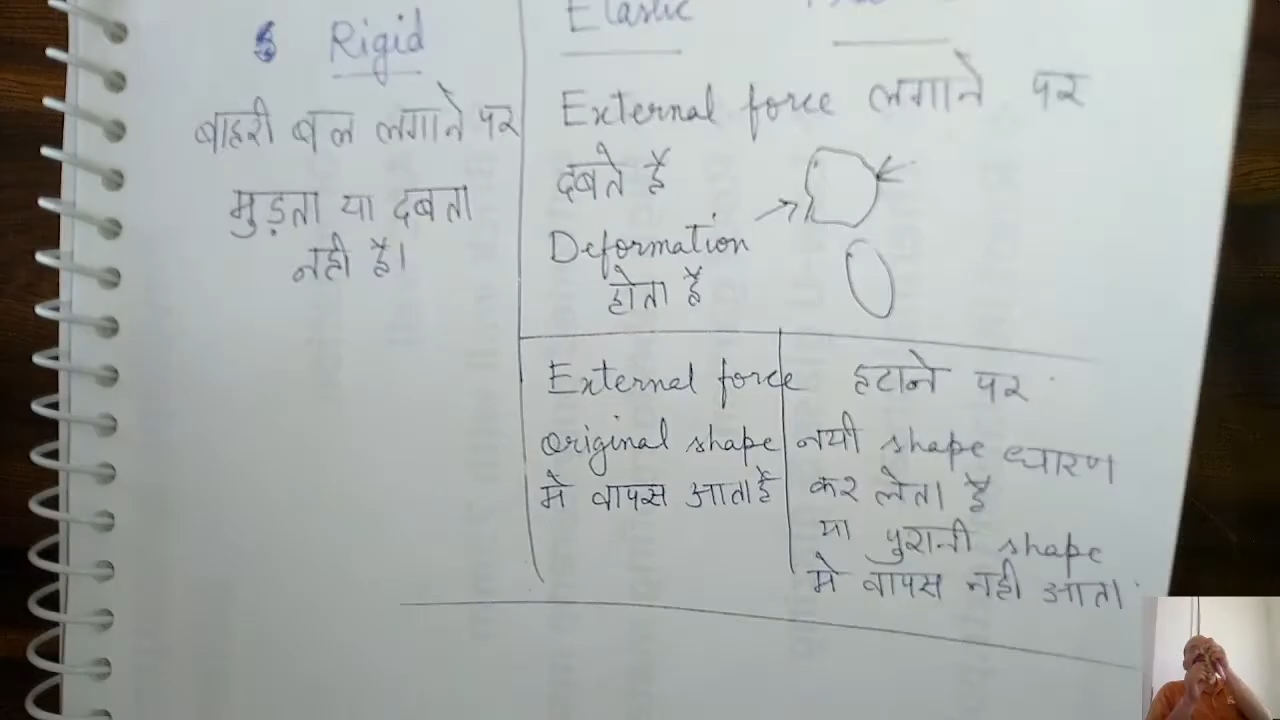 Rigid
बाहरी बल लगाने पर
मुड़ता या दबता
नही है।
Elastic
External force लगाने पर
दबते है
Deformation
होता है
External force हटाने पर
original shape
मे वापस आता है
नयी shape धारण
कर लेता है
या पुरानी shape
मे वापस नही आता